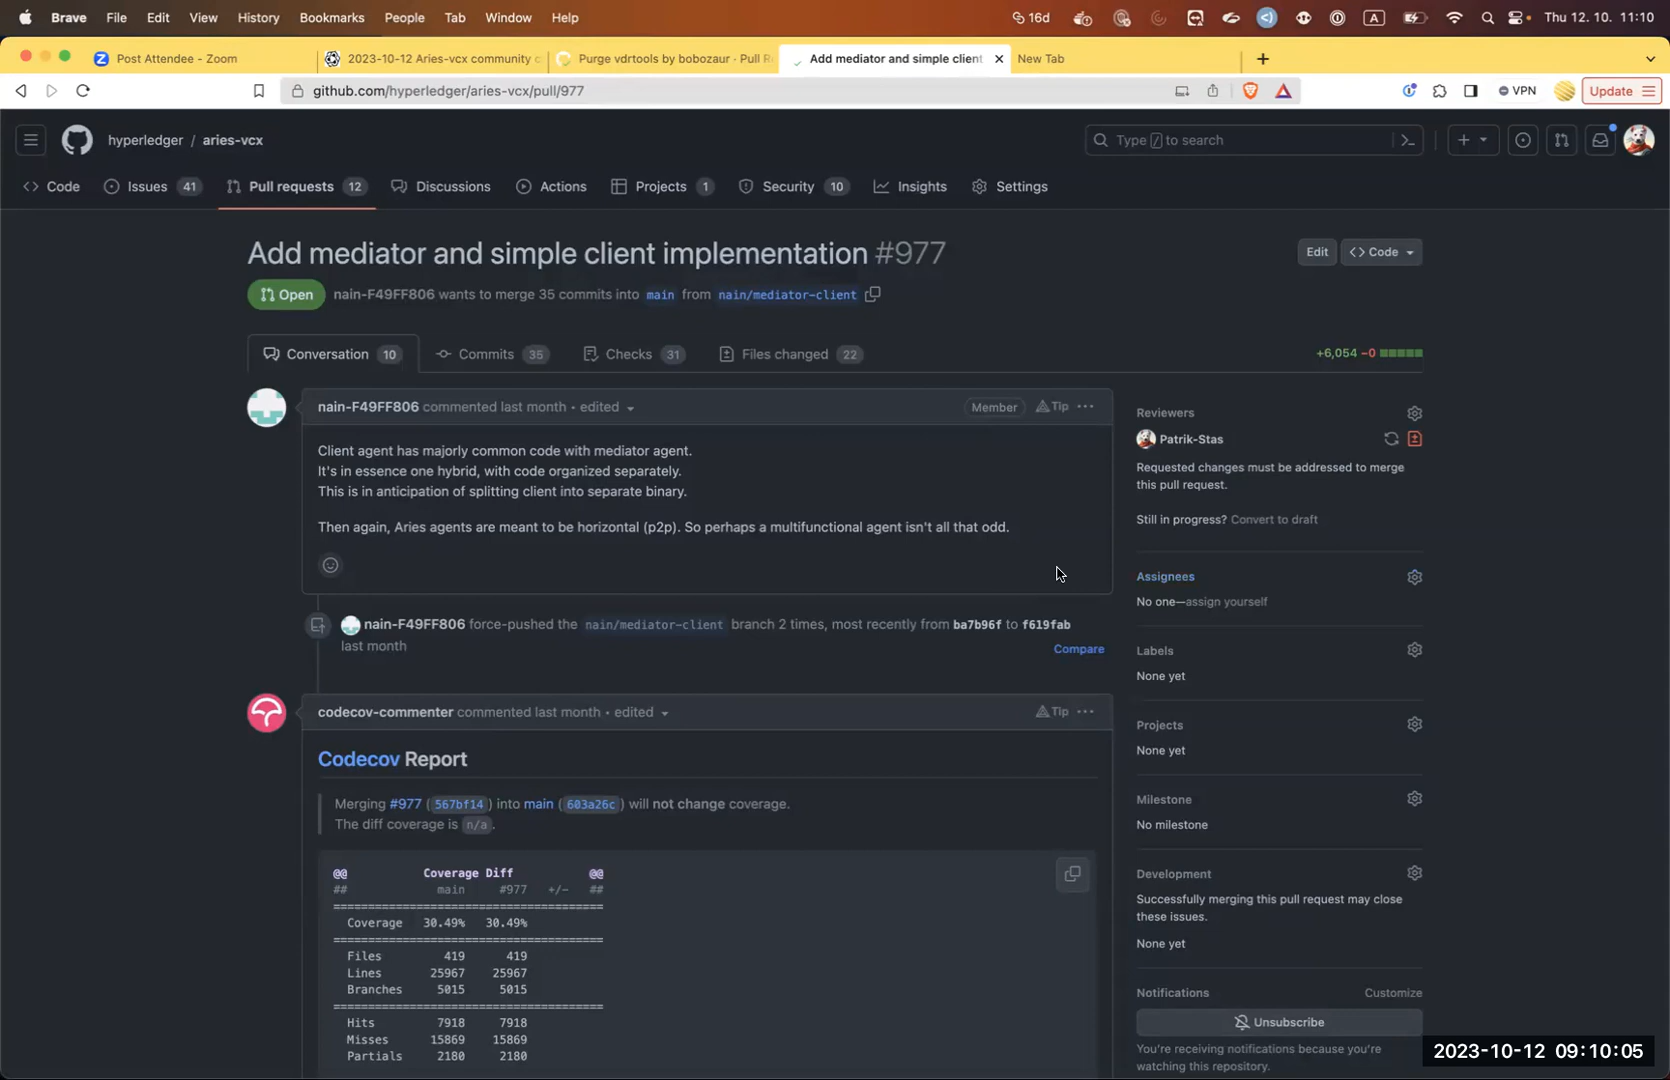 Brave File Edit View History Bookmarks People Tab Window Help 16d A Thu 12. 10. 11:10
Post Attendee - Zoom 2023-10-12 Aries-vcx community c Purge vdrtools by bobozaur · Pull R Add mediator and simple client New Tab
github.com/hyperledger/aries-vcx/pull/977 VPN Update
hyperledger / aries-vcx Type / to search
Code Issues 41 Pull requests 12 Discussions Actions Projects 1 Security 10 Insights Settings
Add mediator and simple client implementation #977 Edit <> Code
Open nain-F49FF806 wants to merge 35 commits into main from nain/mediator-client
Conversation 10 Commits 35 Checks 31 Files changed 22 +6,054 −0
nain-F49FF806 commented last month • edited Member Tip
Client agent has majorly common code with mediator agent.
It's in essence one hybrid, with code organized separately.
This is in anticipation of splitting client into separate binary.
Then again, Aries agents are meant to be horizontal (p2p). So perhaps a multifunctional agent isn't all that odd.
nain-F49FF806 force-pushed the nain/mediator-client branch 2 times, most recently from ba7b96f to f619fab
last month
Compare
codecov-commenter commented last month • edited Tip
Codecov Report
Merging #977 (567bf14) into main (603a26c) will not change coverage.
The diff coverage is n/a.
@@ Coverage Diff @@
## main #977 +/- ##
=======================================
Coverage 30.49% 30.49%
=======================================
Files 419 419
Lines 25967 25967
Branches 5015 5015
=======================================
Hits 7918 7918
Misses 15869 15869
Partials 2180 2180
Reviewers
Patrik-Stas
Requested changes must be addressed to merge
this pull request.
Still in progress? Convert to draft
Assignees
No one—assign yourself
Labels
None yet
Projects
None yet
Milestone
No milestone
Development
Successfully merging this pull request may close
these issues.
None yet
Notifications Customize
Unsubscribe
You're receiving notifications because you're
watching this repository.
2023-10-12 09:10:05